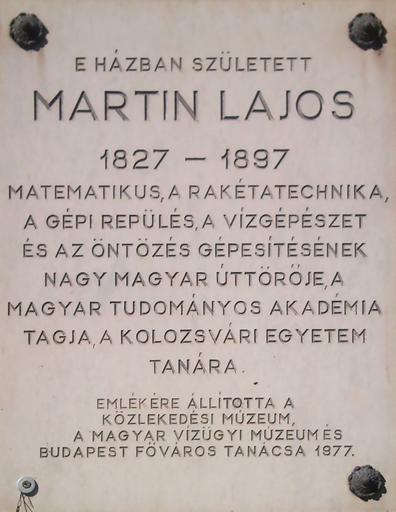 E HÁZBAN SZÜLETETT
MARTIN LAJOS
1827 – 1897
MATEMATIKUS, A RAKÉTATECHNIKA,
A GÉPI REPÜLÉS, A VÍZGÉPÉSZET
ÉS AZ ÖNTÖZÉS GÉPESÍTÉSÉNEK
NAGY MAGYAR ÚTTÖRŐJE, A
MAGYAR TUDOMÁNYOS AKADÉMIA
TAGJA, A KOLOZSVÁRI EGYETEM
TANÁRA.
EMLÉKÉRE ÁLLÍTOTTA A
KÖZLEKEDÉSI MÚZEUM,
A MAGYAR VÍZÜGYI MÚZEUM ÉS
BUDAPEST FŐVÁROS TANÁCSA 1977.